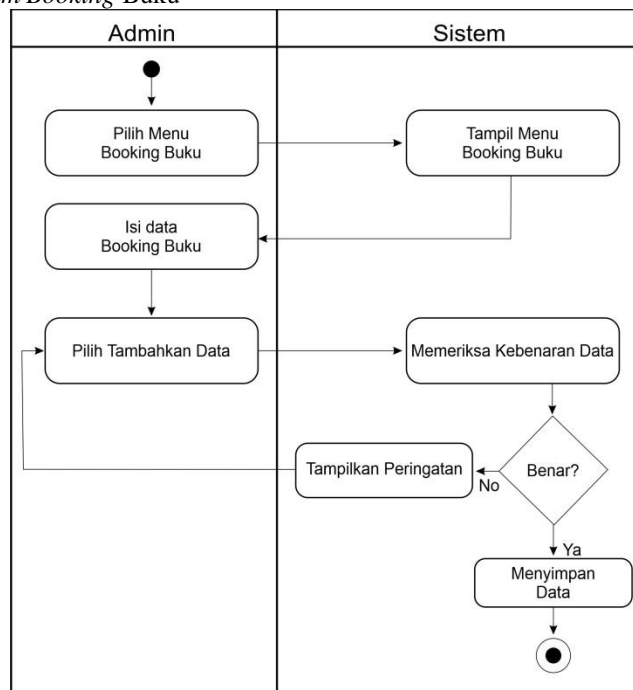 Booking Buku
Admin
Sistem
Pilih Menu
Booking Buku
Tampil Menu
Booking Buku
Isi data
Booking Buku
Pilih Tambahkan Data
Memeriksa Kebenaran Data
Tampilkan Peringatan
No
Benar?
Ya
Menyimpan
Data